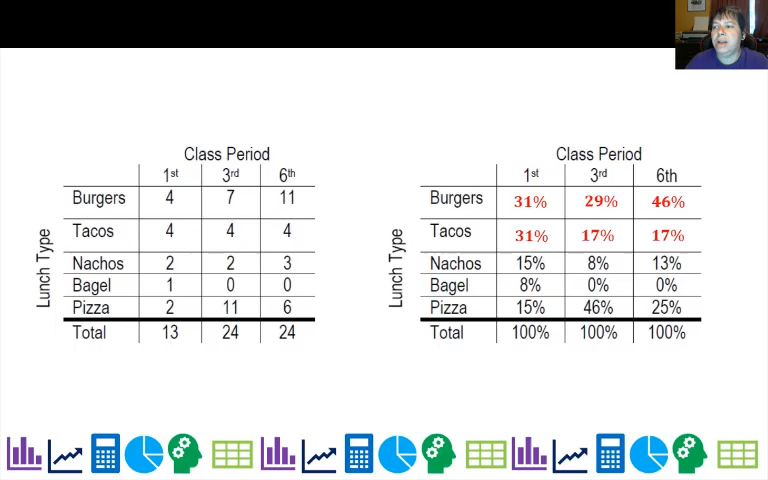 Class Period
1st 3rd 6th
Lunch Type
Burgers 4 7 11
Tacos 4 4 4
Nachos 2 2 3
Bagel 1 0 0
Pizza 2 11 6
Total 13 24 24
Class Period
1st 3rd 6th
Lunch Type
Burgers 31% 29% 46%
Tacos 31% 17% 17%
Nachos 15% 8% 13%
Bagel 8% 0% 0%
Pizza 15% 46% 25%
Total 100% 100% 100%